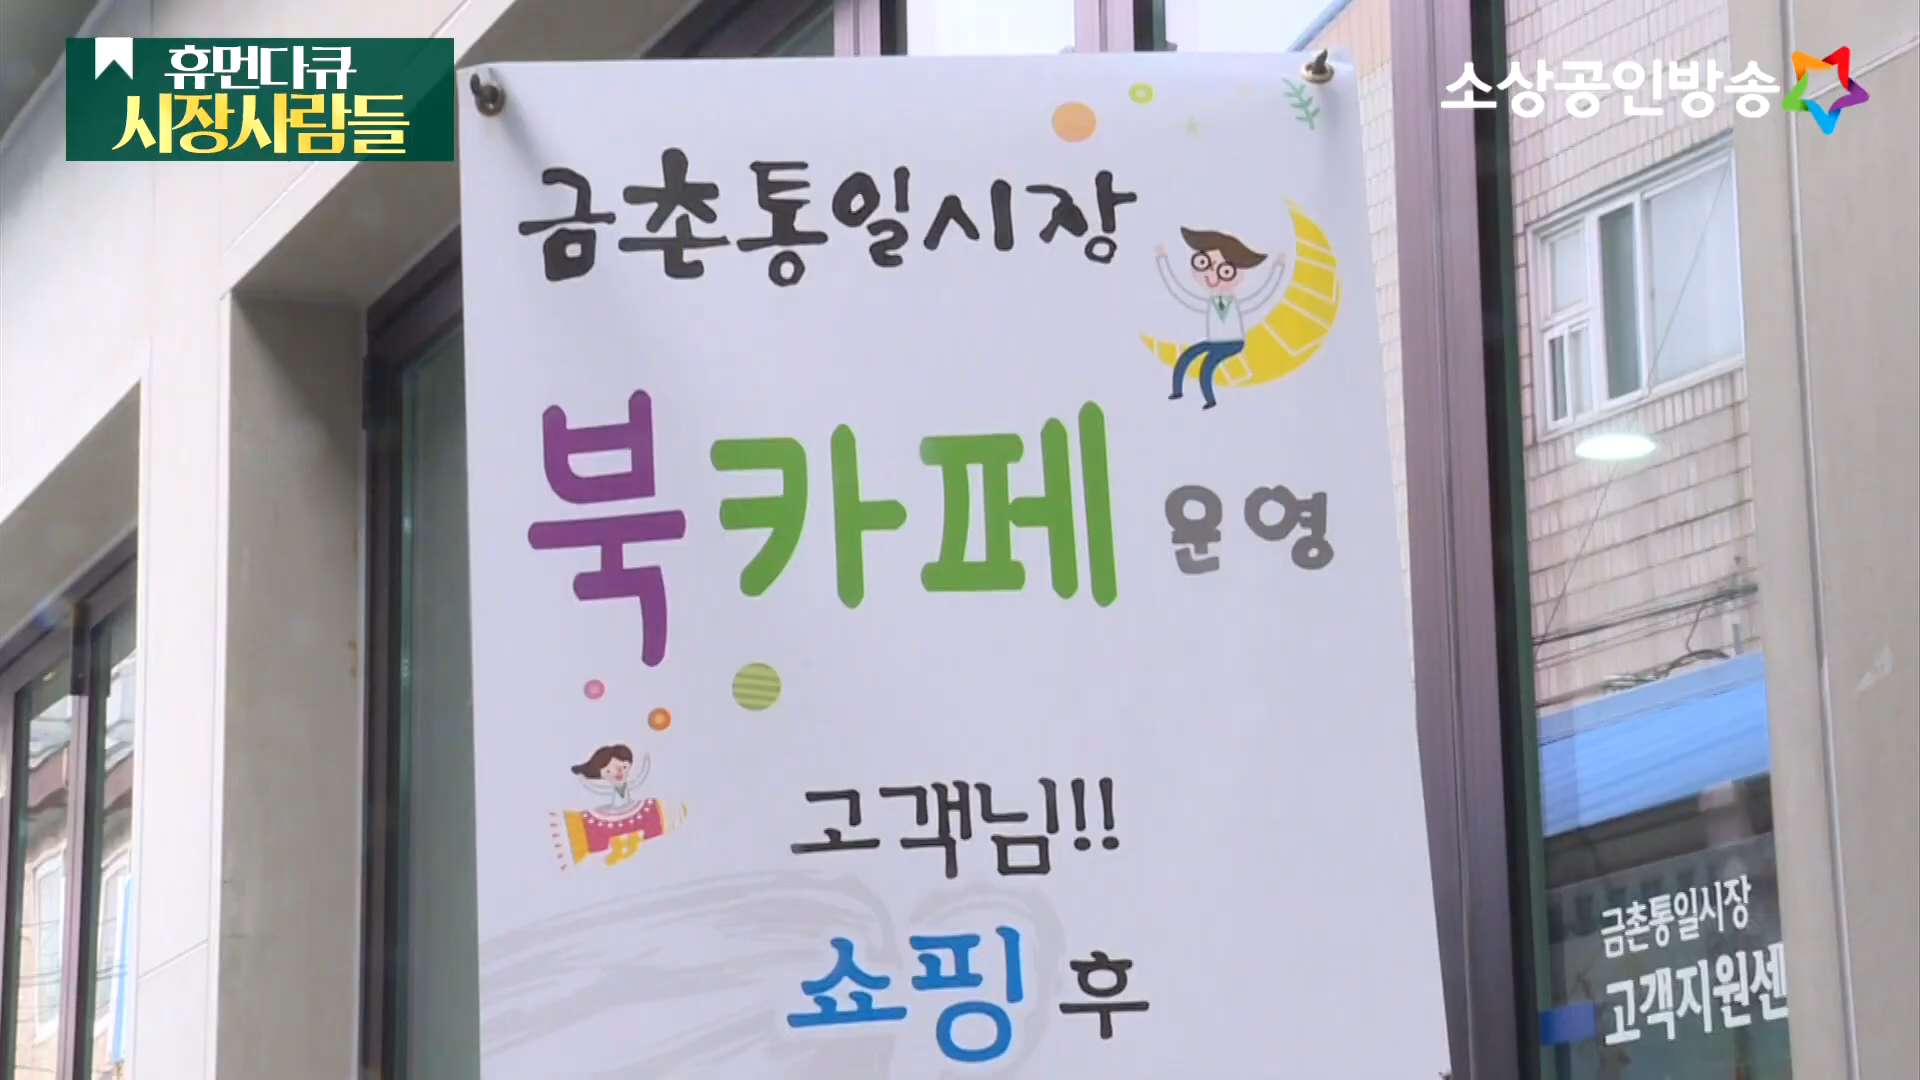 휴먼다큐
시장사람들
소상공인방송
금촌통일시장
북카페 운영
고객님!!
쇼핑 후
금촌통일시장
고객지원센